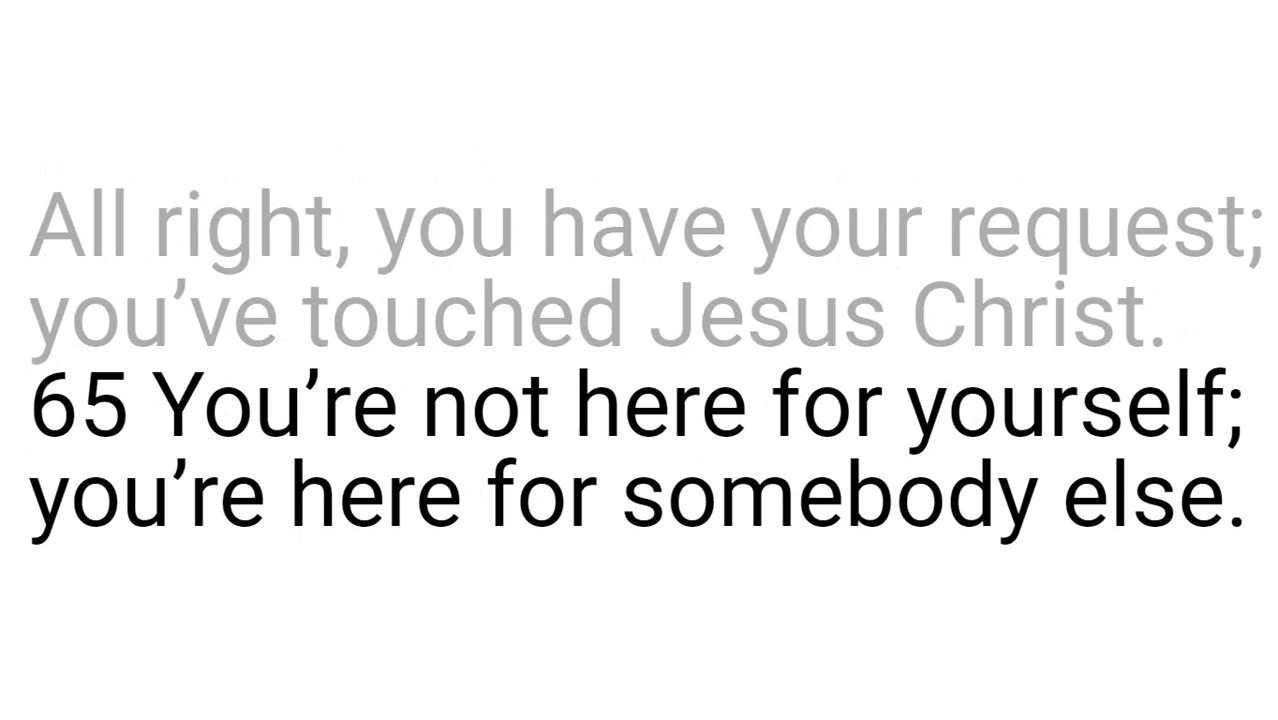 All right, you have your request;
you’ve touched Jesus Christ.
65 You’re not here for yourself;
you’re here for somebody else.